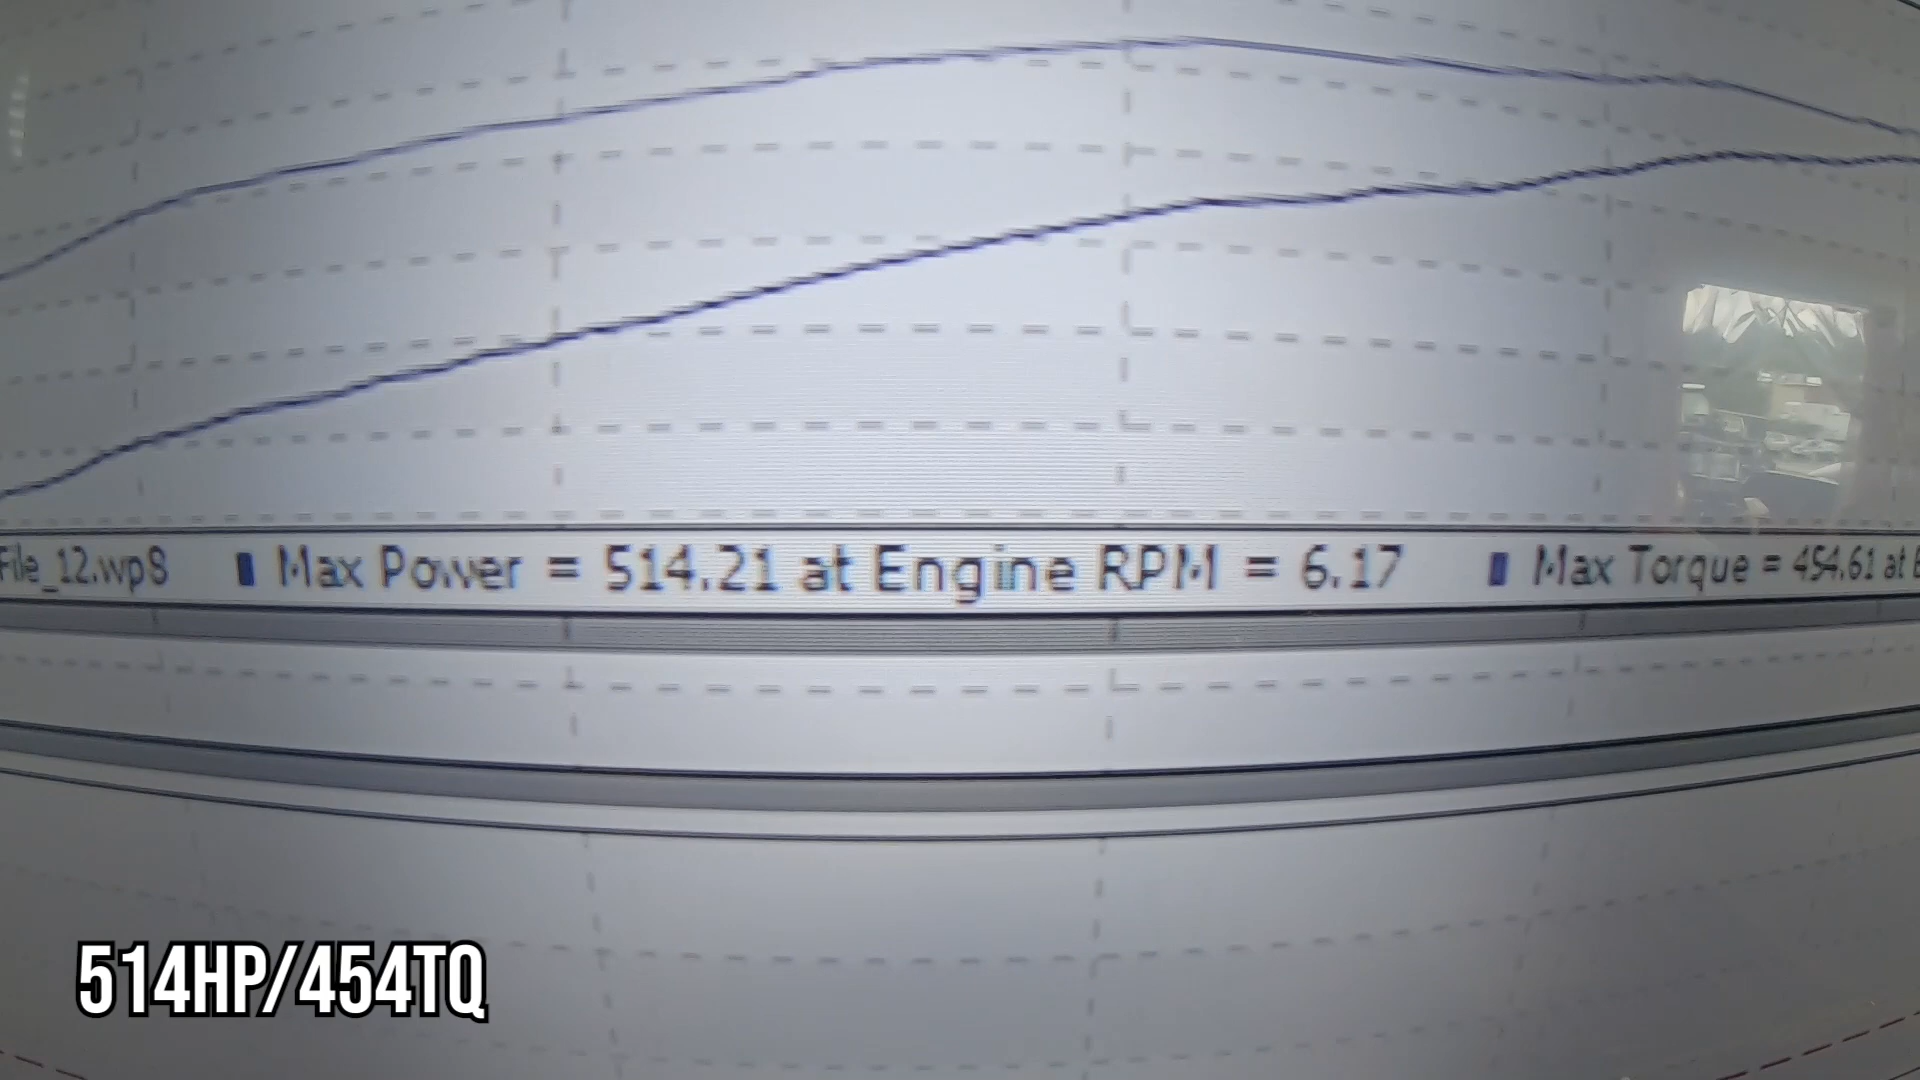 File_12.wp8 Max Power = 514.21 at Engine RPM = 6.17 Max Torque = 454.61 at
514HP/454TQ